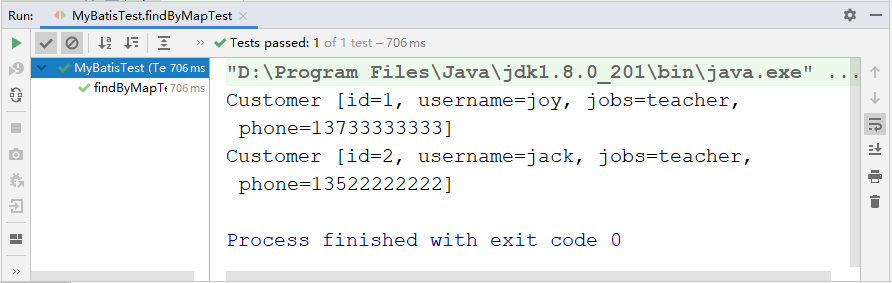 Run: MyBatisTest.findByMapTest ×
» Tests passed: 1 of 1 test – 706 ms
MyBatisTest (Te 706 ms
findByMapTe 706 ms
"D:\Program Files\Java\jdk1.8.0_201\bin\java.exe" ...
Customer [id=1, username=joy, jobs=teacher,
phone=13733333333]
Customer [id=2, username=jack, jobs=teacher,
phone=13522222222]
Process finished with exit code 0
»